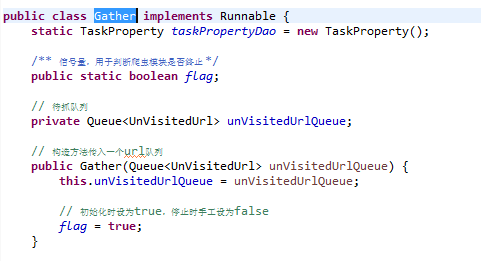 public class Gather implements Runnable {
static TaskProperty taskPropertyDao = new TaskProperty();
/** 信号量，用于判断爬虫模块是否终止 */
public static boolean flag;
// 待抓队列
private Queue<UnVisitedUrl> unVisitedUrlQueue;
// 构造方法传入一个url队列
public Gather(Queue<UnVisitedUrl> unVisitedUrlQueue) {
this.unVisitedUrlQueue = unVisitedUrlQueue;
// 初始化时设为true，停止时手工设为false
flag = true;
}